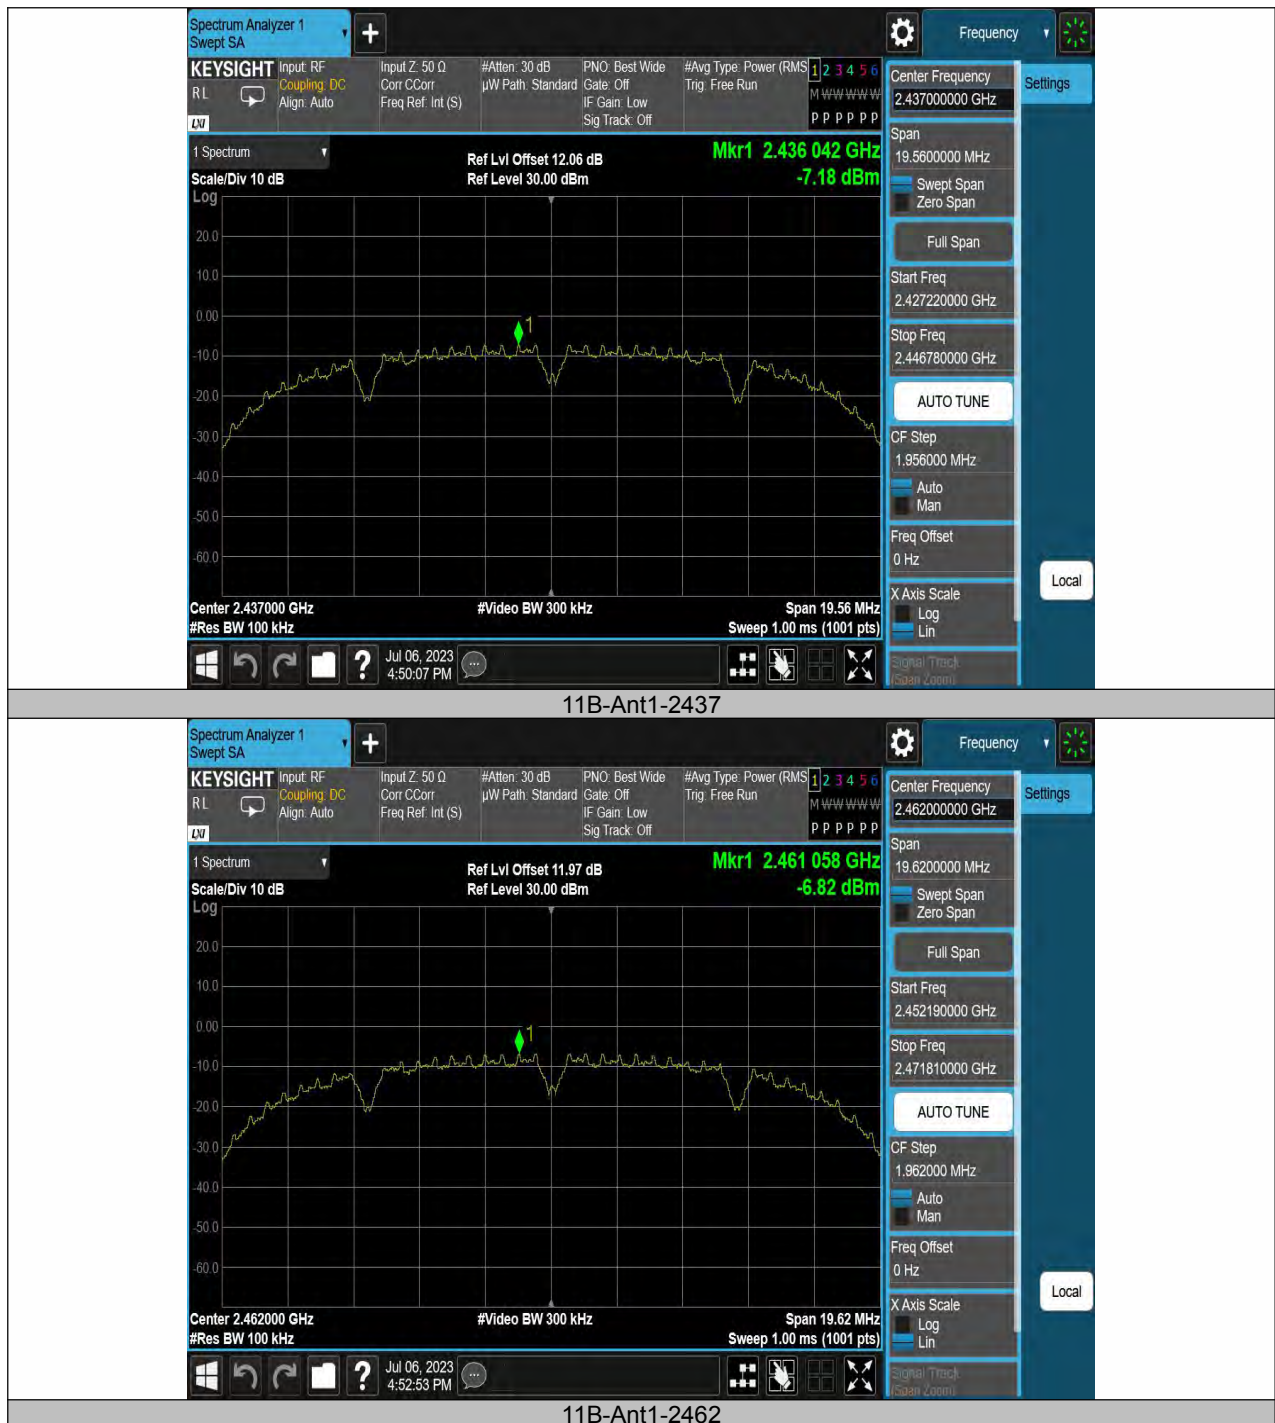 Spectrum Analyzer 1
Swept SA
Frequency
KEYSIGHT
RL
LXI
Input: RF
Coupling: DC
Align: Auto
Input Z: 50 Ω
Corr CCorr
Freq Ref: Int (S)
#Atten: 30 dB
µW Path: Standard
PNO: Best Wide
Gate: Off
IF Gain: Low
Sig Track: Off
#Avg Type: Power (RMS
Trig: Free Run
1 2 3 4 5 6
M W W W W W
P P P P P P
1 Spectrum
Scale/Div 10 dB
Ref Lvl Offset 12.06 dB
Ref Level 30.00 dBm
Mkr1 2.436 042 GHz
-7.18 dBm
Log
20.0
10.0
0.00
-10.0
-20.0
-30.0
-40.0
-50.0
-60.0
1
Center 2.437000 GHz
#Res BW 100 kHz
#Video BW 300 kHz
Span 19.56 MHz
Sweep 1.00 ms (1001 pts)
Jul 06, 2023
4:50:07 PM
Center Frequency
2.437000000 GHz
Settings
Span
19.5600000 MHz
Swept Span
Zero Span
Full Span
Start Freq
2.427220000 GHz
Stop Freq
2.446780000 GHz
AUTO TUNE
CF Step
1.956000 MHz
Auto
Man
Freq Offset
0 Hz
X Axis Scale
Log
Lin
Signal Track
(Span Zoom)
Local
11B-Ant1-2437
Spectrum Analyzer 1
Swept SA
Frequency
KEYSIGHT
RL
LXI
Input: RF
Coupling: DC
Align: Auto
Input Z: 50 Ω
Corr CCorr
Freq Ref: Int (S)
#Atten: 30 dB
µW Path: Standard
PNO: Best Wide
Gate: Off
IF Gain: Low
Sig Track: Off
#Avg Type: Power (RMS
Trig: Free Run
1 2 3 4 5 6
M W W W W W
P P P P P P
1 Spectrum
Scale/Div 10 dB
Ref Lvl Offset 11.97 dB
Ref Level 30.00 dBm
Mkr1 2.461 058 GHz
-6.82 dBm
Log
20.0
10.0
0.00
-10.0
-20.0
-30.0
-40.0
-50.0
-60.0
1
Center 2.462000 GHz
#Res BW 100 kHz
#Video BW 300 kHz
Span 19.62 MHz
Sweep 1.00 ms (1001 pts)
Jul 06, 2023
4:52:53 PM
Center Frequency
2.462000000 GHz
Settings
Span
19.6200000 MHz
Swept Span
Zero Span
Full Span
Start Freq
2.452190000 GHz
Stop Freq
2.471810000 GHz
AUTO TUNE
CF Step
1.962000 MHz
Auto
Man
Freq Offset
0 Hz
X Axis Scale
Log
Lin
Signal Track
(Span Zoom)
Local
11B-Ant1-2462